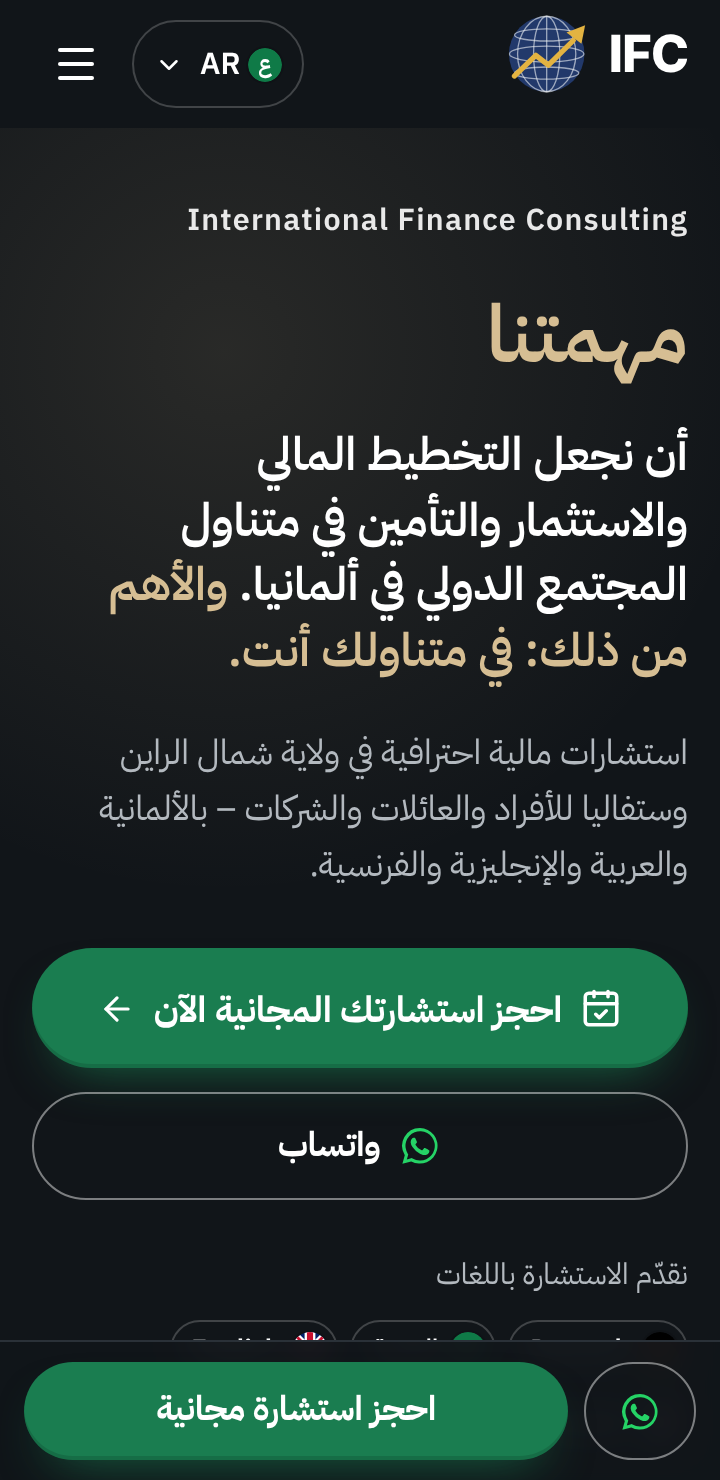 IFC
ع AR
International Finance Consulting
مهمتنا
أن نجعل التخطيط المالي
والاستثمار والتأمين في متناول
المجتمع الدولي في ألمانيا. والأهم
من ذلك: في متناولك أنت.
استشارات مالية احترافية في ولاية شمال الراين
وستفاليا للأفراد والعائلات والشركات – بالألمانية
والعربية والإنجليزية والفرنسية.
احجز استشارتك المجانية الآن
واتساب
نقدّم الاستشارة باللغات
احجز استشارة مجانية